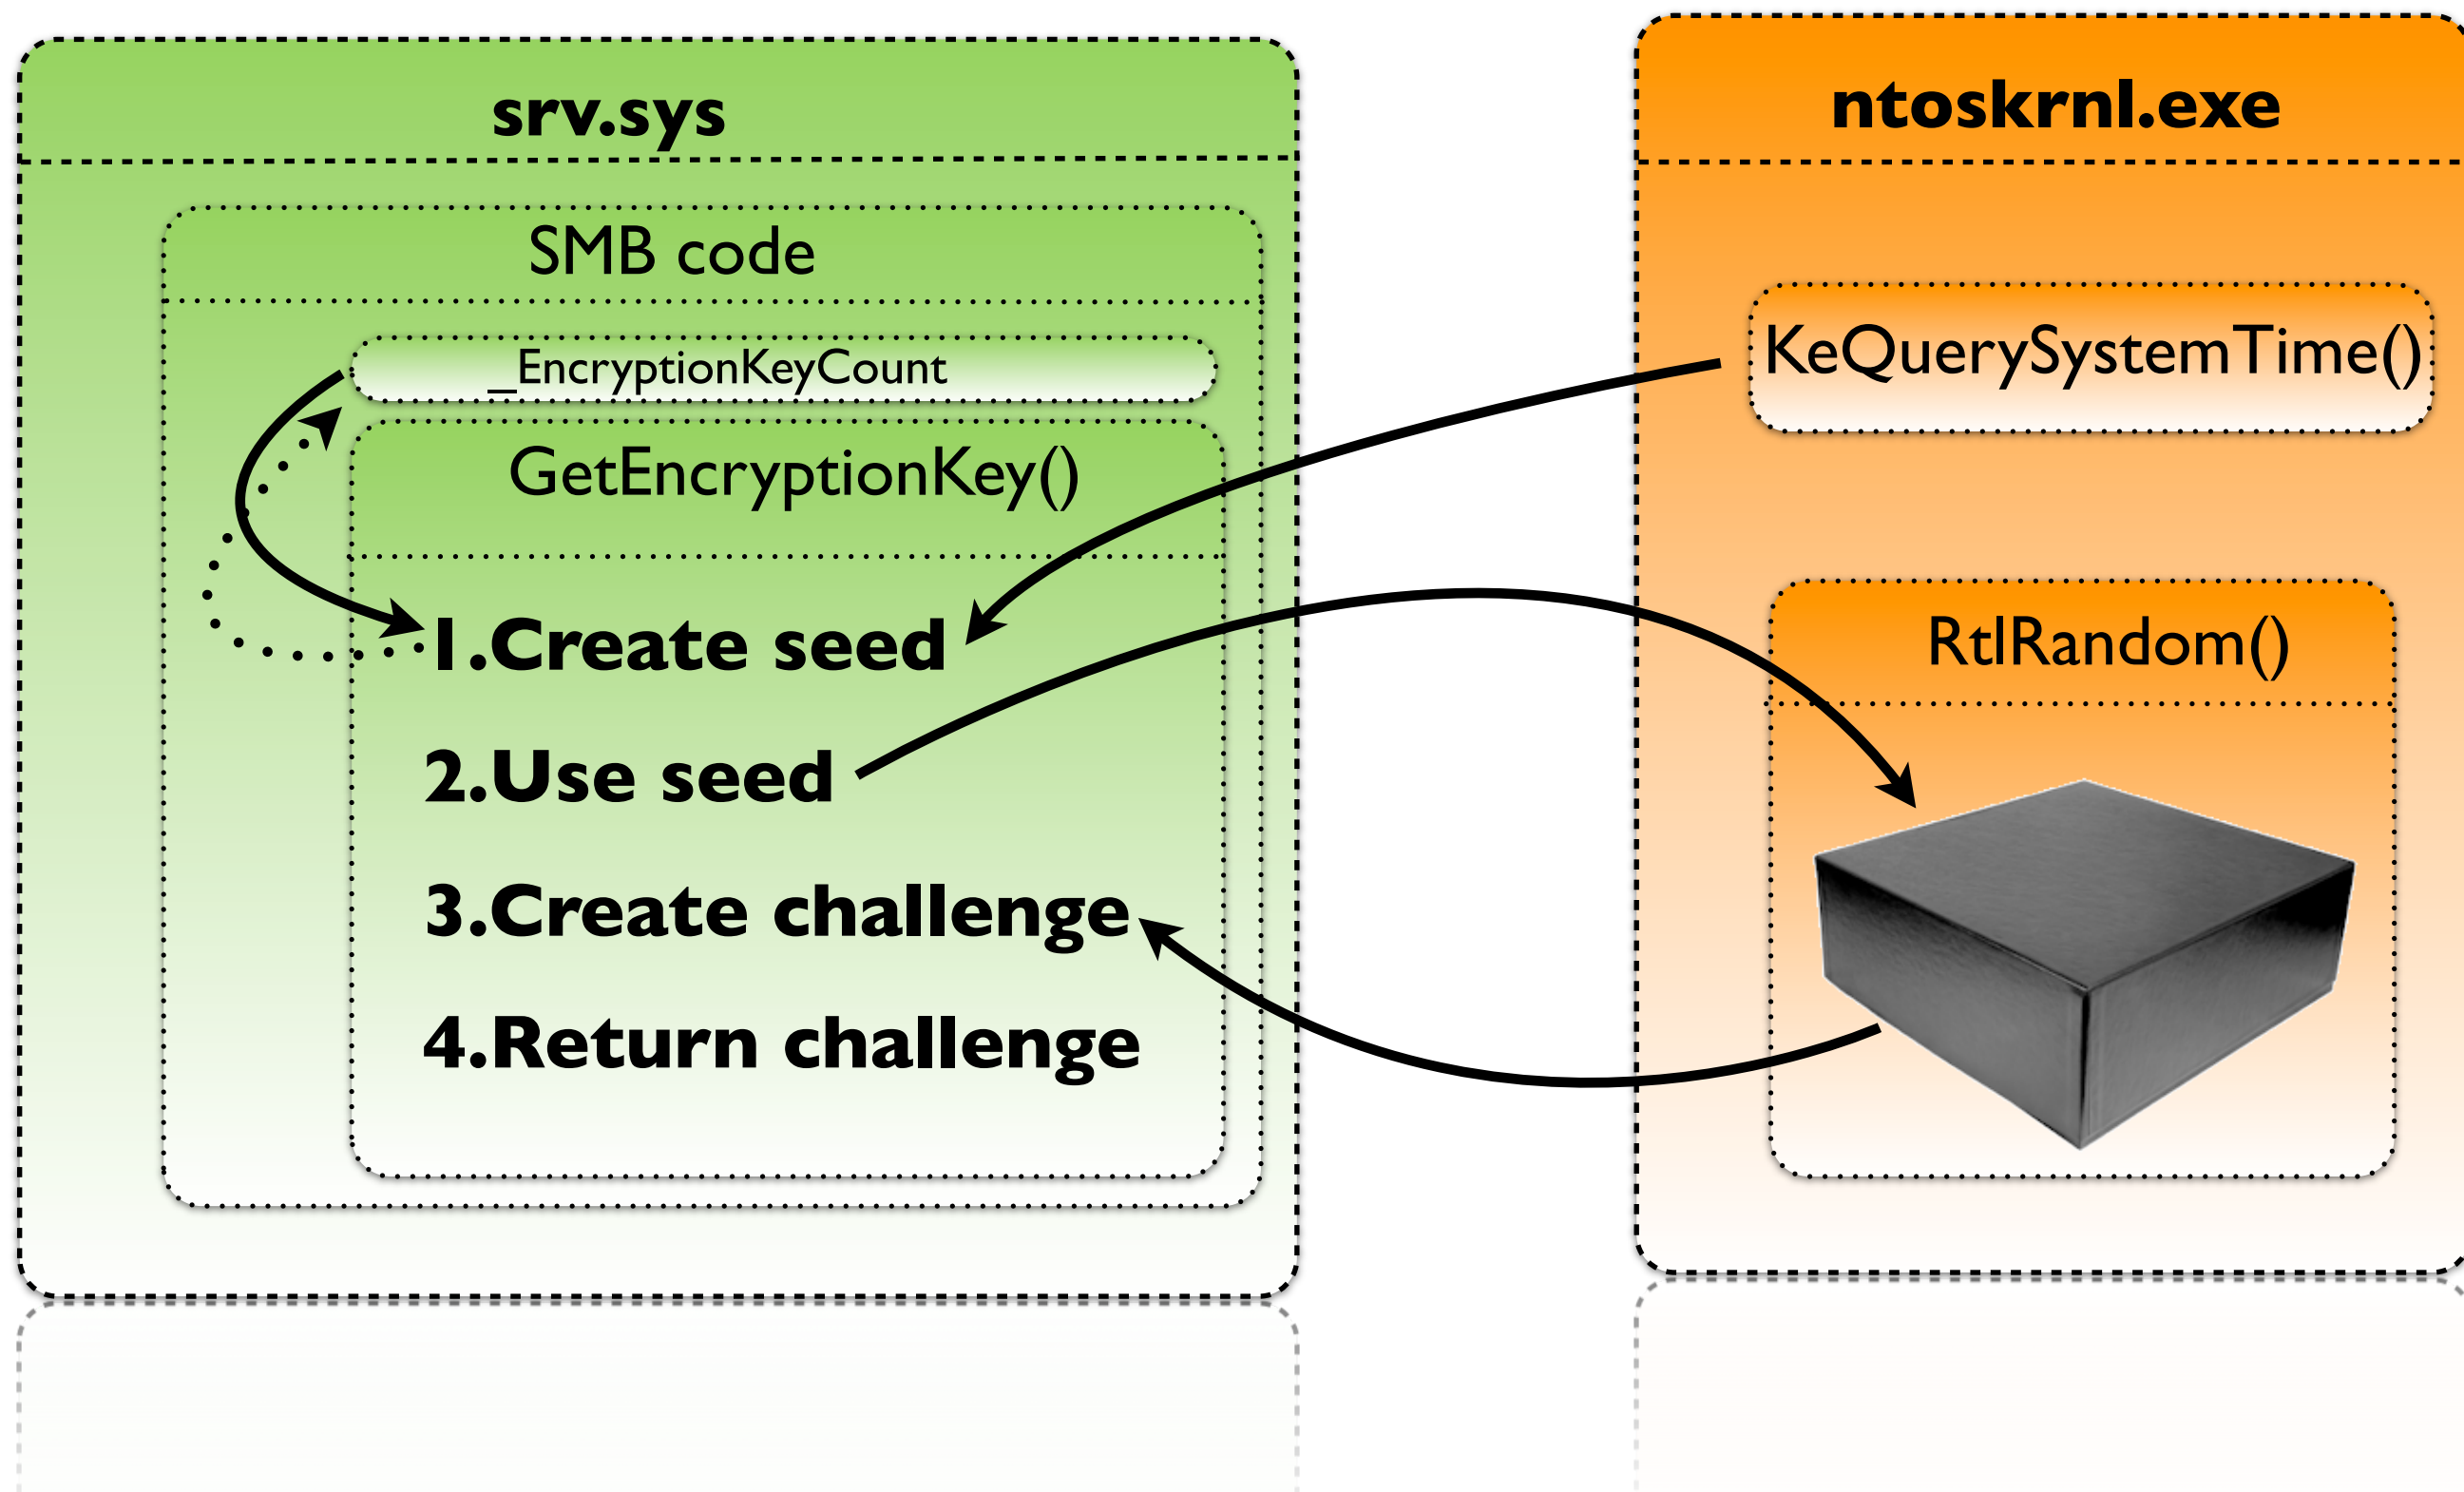 srv.sys
SMB code
_EncryptionKeyCount
GetEncryptionKey()
1.Create seed
2.Use seed
3.Create challenge
4.Return challenge
ntoskrnl.exe
KeQuerySystemTime()
RtlRandom()